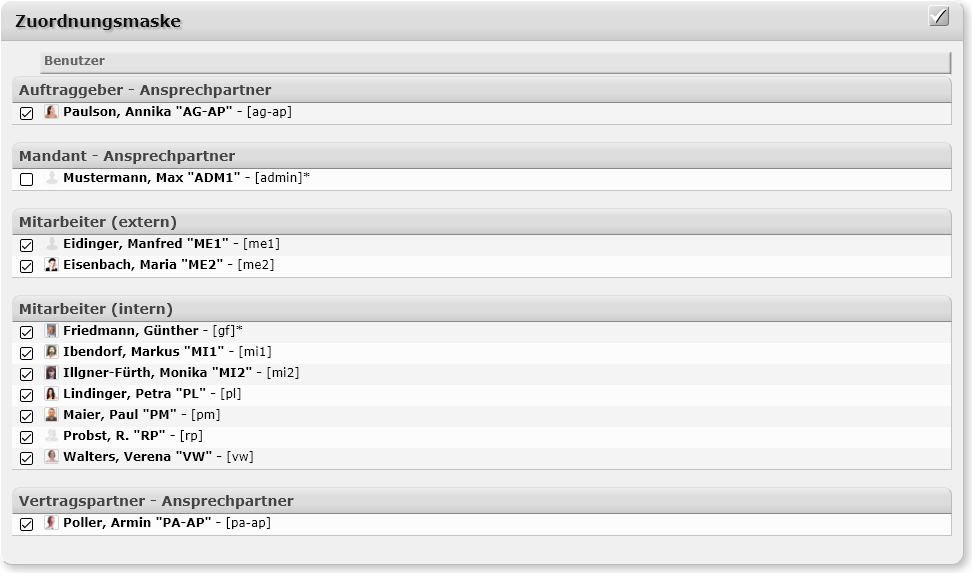 Zuordnungsmaske
Benutzer
Auftraggeber - Ansprechpartner
Paulson, Annika "AG-AP" - [ag-ap]
Mandant - Ansprechpartner
Mustermann, Max "ADM1" - [admin]*
Mitarbeiter (extern)
Eidinger, Manfred "ME1" - [me1]
Eisenbach, Maria "ME2" - [me2]
Mitarbeiter (intern)
Friedmann, Günther - [gf]*
Ibendorf, Markus "MI1" - [mi1]
Illgner-Fürth, Monika "MI2" - [mi2]
Lindinger, Petra "PL" - [pl]
Maier, Paul "PM" - [pm]
Probst, R. "RP" - [rp]
Walters, Verena "VW" - [vw]
Vertragspartner - Ansprechpartner
Poller, Armin "PA-AP" - [pa-ap]